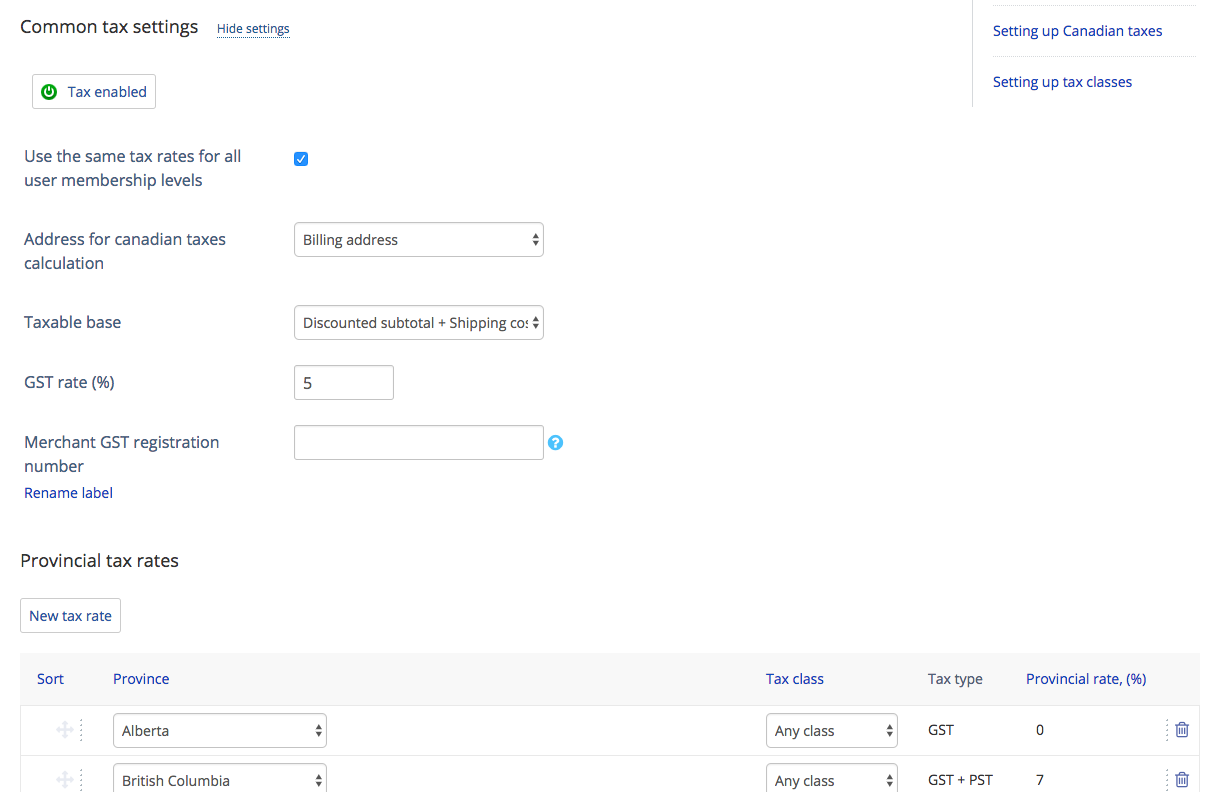 Common tax settings Hide settings
Setting up Canadian taxes
Setting up tax classes
Tax enabled
Use the same tax rates for all
user membership levels
Address for canadian taxes
calculation
Billing address
Taxable base
Discounted subtotal + Shipping cos
GST rate (%)
5
Merchant GST registration
number
?
Rename label
Provincial tax rates
New tax rate
Sort Province Tax class Tax type Provincial rate, (%)
Alberta Any class GST 0
British Columbia Any class GST + PST 7